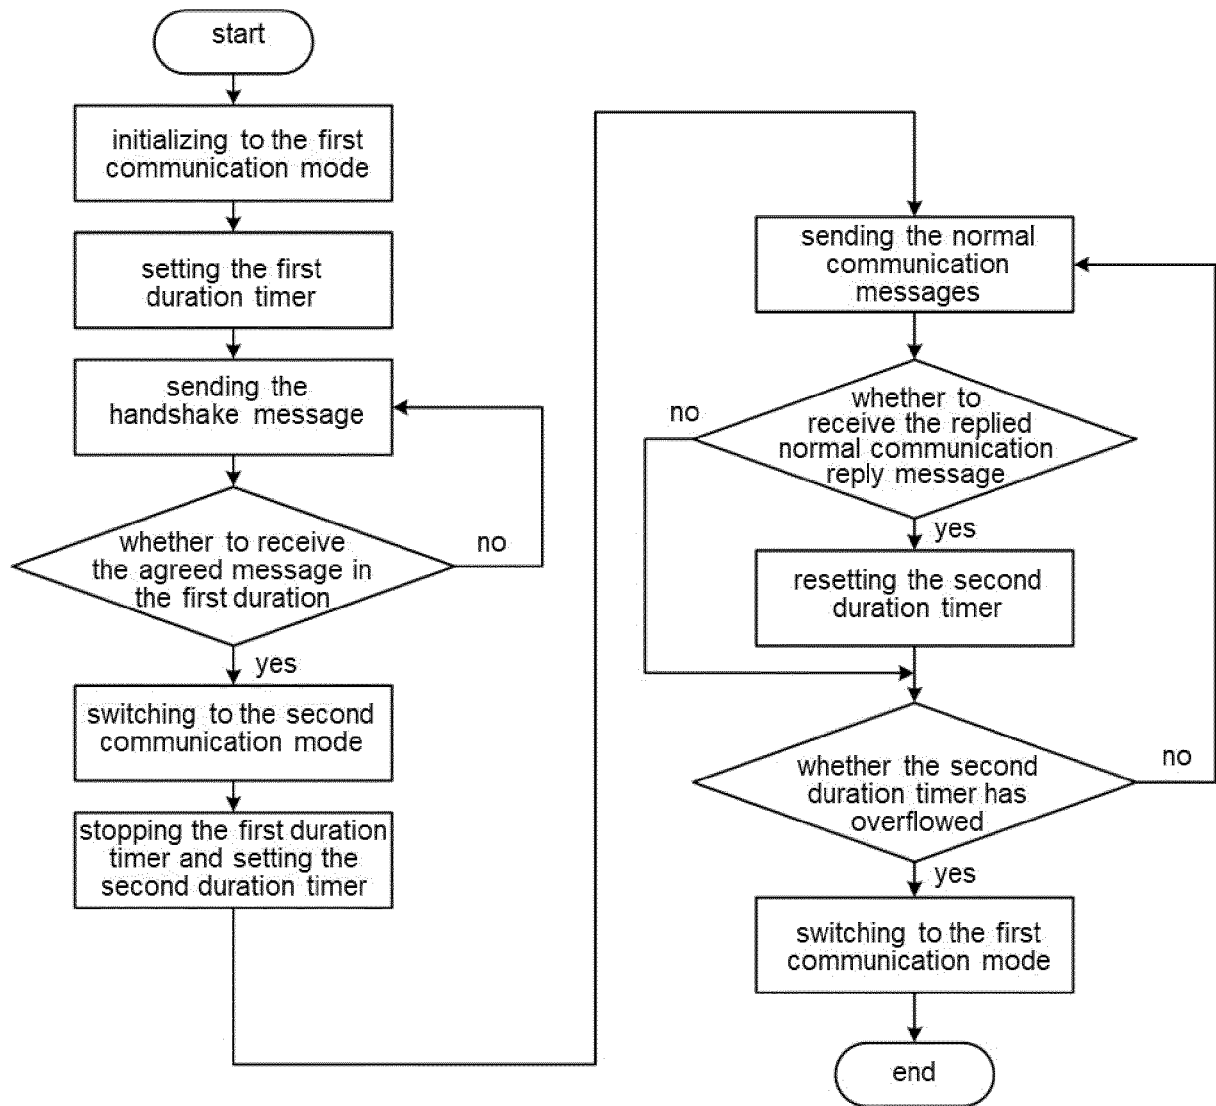 start
initializing to the first
communication mode
setting the first
duration timer
sending the
handshake message
whether to receive
the agreed message in
the first duration
no
yes
switching to the second
communication mode
stopping the first duration
timer and setting the
second duration timer
sending the normal
communication
messages
whether to
receive the replied
normal communication
reply message
no
yes
resetting the second
duration timer
whether the second
duration timer has
overflowed
no
yes
switching to the first
communication mode
end